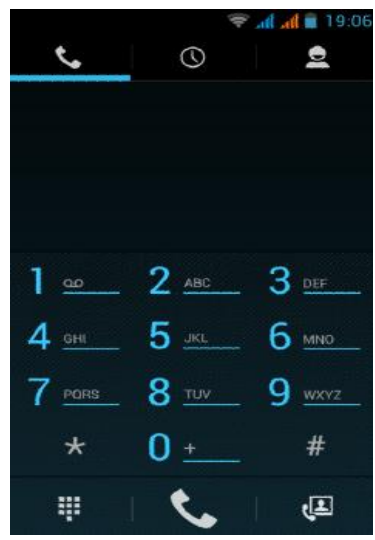 19:06
1 2 ABC 3 DEF
4 GHI 5 JKL 6 MNO
7 PQRS 8 TUV 9 WXYZ
* 0 + #